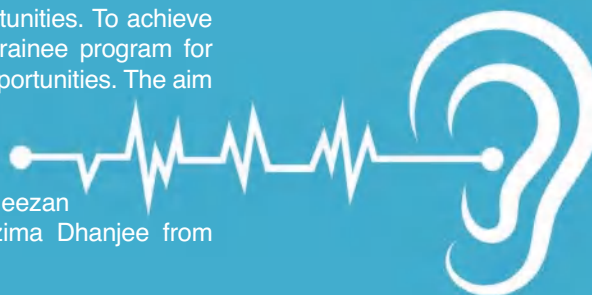 tunities. To achieve
rainee program for
portunities. The aim
eezan
zima Dhanjee from